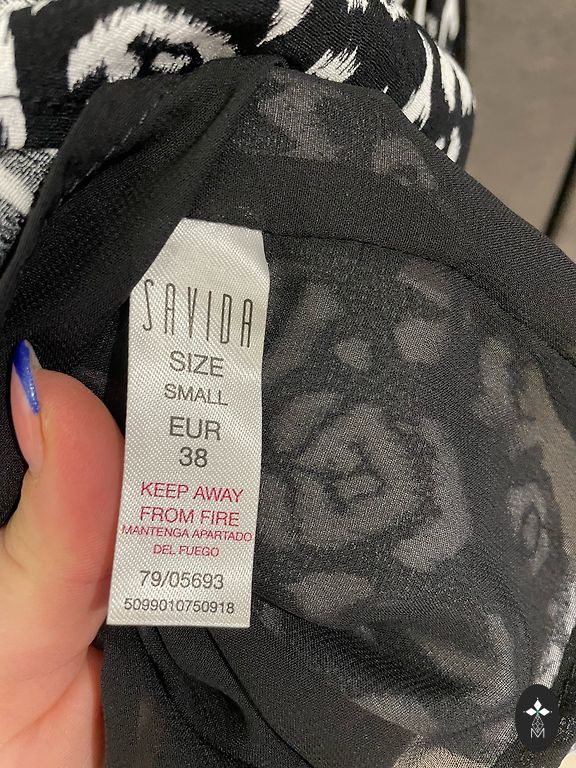 SAVIDA
SIZE
SMALL
EUR
38
KEEP AWAY
FROM FIRE
MANTENGA APARTADO
DEL FUEGO
79/05693
5099010750918
M